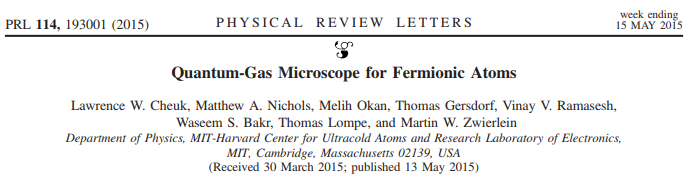 PRL 114, 193001 (2015)
PHYSICAL REVIEW LETTERS
week ending
15 MAY 2015
Quantum-Gas Microscope for Fermionic Atoms
Lawrence W. Cheuk, Matthew A. Nichols, Melih Okan, Thomas Gersdorf, Vinay V. Ramasesh,
Waseem S. Bakr, Thomas Lompe, and Martin W. Zwierlein
Department of Physics, MIT-Harvard Center for Ultracold Atoms and Research Laboratory of Electronics,
MIT, Cambridge, Massachusetts 02139, USA
(Received 30 March 2015; published 13 May 2015)